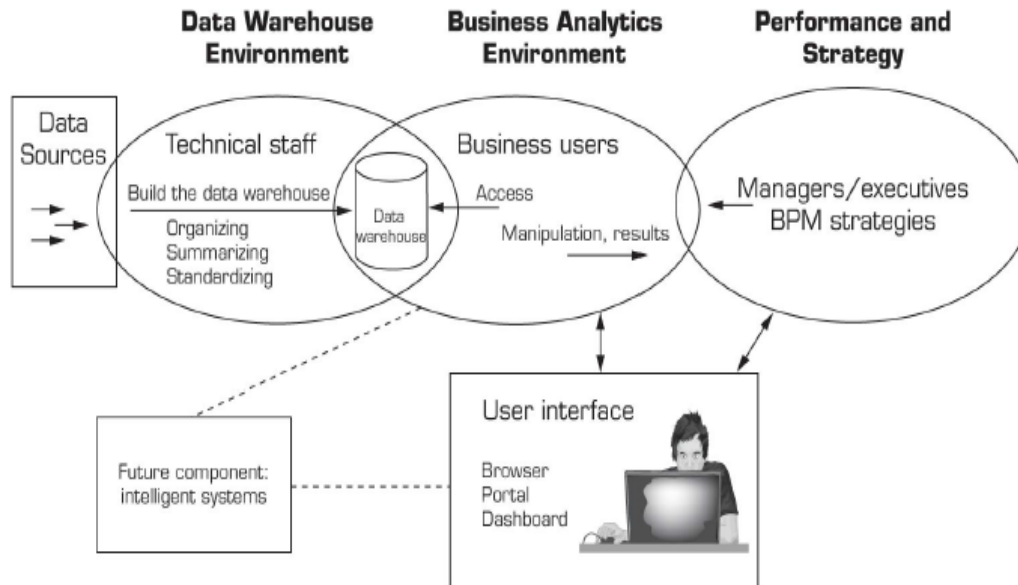 Data Warehouse
Environment
Business Analytics
Environment
Performance and
Strategy
Data
Sources
Technical staff
Build the data warehouse
Organizing
Summarizing
Standardizing
Data
warehouse
Business users
Access
Manipulation, results
Managers/executives
BPM strategies
Future component:
intelligent systems
User interface
Browser
Portal
Dashboard